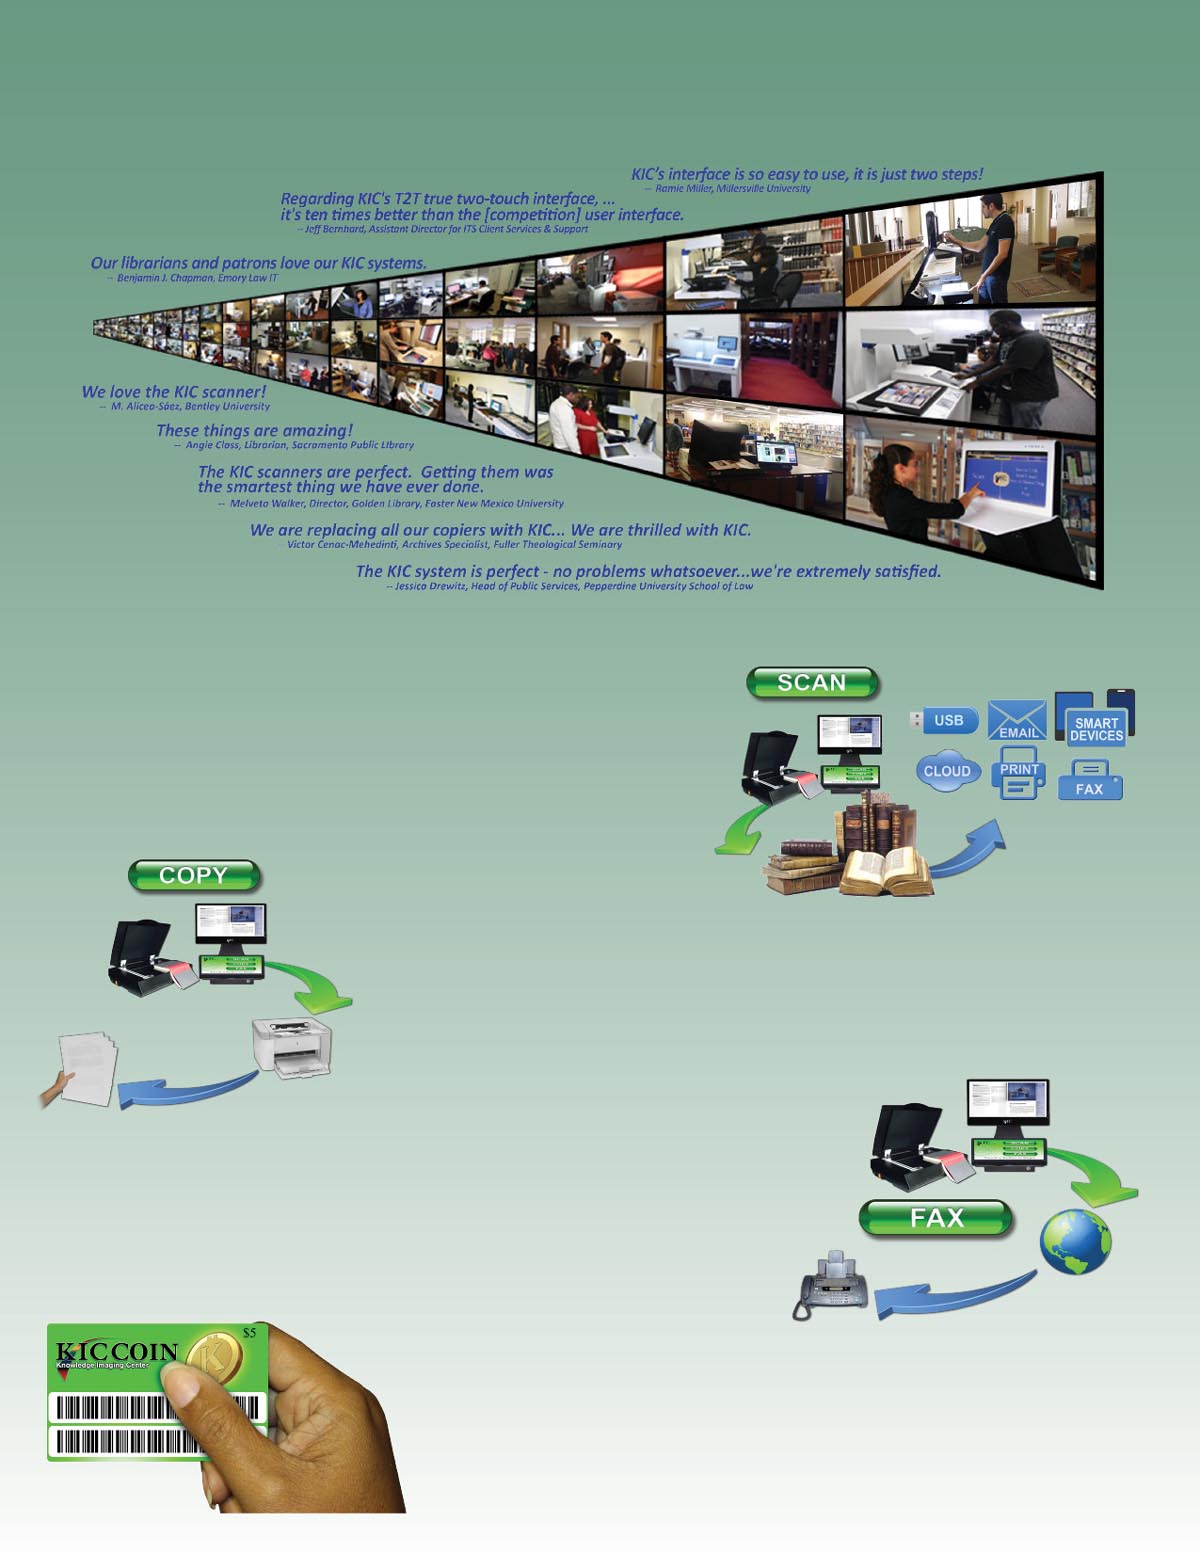 KIC's interface is so easy to use, it is just two steps!
-- Ramie Miller, Millersville University
Regarding KIC's T2T true two-touch interface, ...
it's ten times better than the [competition] user interface.
-- Jeff Bernhard, Assistant Director for ITS Client Services & Support
Our librarians and patrons love our KIC systems.
-- Benjamin J. Chapman, Emory Law IT
We love the KIC scanner!
-- M. Alicea-Sáez, Bentley University
These things are amazing!
-- Angie Closs, Librarian, Sacramento Public Library
The KIC scanners are perfect. Getting them was
the smartest thing we have ever done.
-- Melveta Walker, Director, Golden Library, Easter New Mexico University
We are replacing all our copiers with KIC... We are thrilled with KIC.
Victor Cenac-Mehedinti, Archives Specialist, Fuller Theological Seminary
The KIC system is perfect - no problems whatsoever...we're extremely satisfied.
-- Jessica Drewitz, Head of Public Services, Pepperdine University School of Law
SCAN
USB
EMAIL
SMART
DEVICES
CLOUD
PRINT
FAX
COPY
FAX
$5
KIC COIN
Knowledge Imaging Center
K